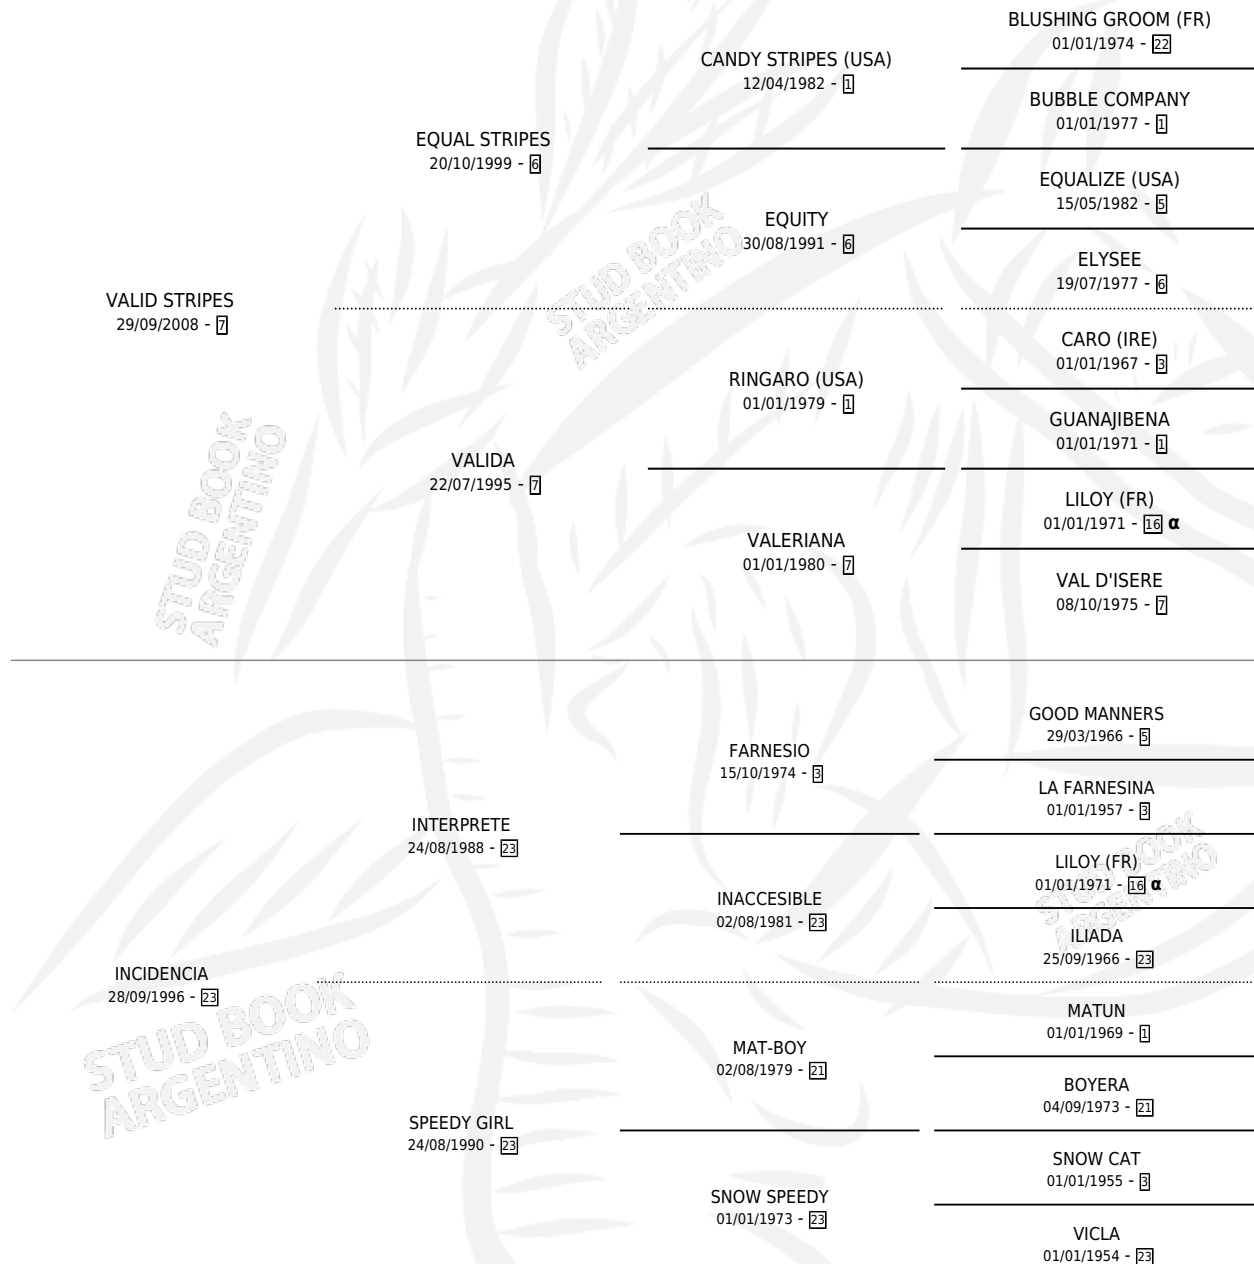 BLUSHING GROOM (FR)
01/01/1974 - 22
CANDY STRIPES (USA)
12/04/1982 - 1
BUBBLE COMPANY
01/01/1977 - 1
EQUAL STRIPES
20/10/1999 - 6
EQUALIZE (USA)
15/05/1982 - 5
EQUITY
30/08/1991 - 6
ELYSEE
19/07/1977 - 6
VALID STRIPES
29/09/2008 - 7
CARO (IRE)
01/01/1967 - 3
RINGARO (USA)
01/01/1979 - 1
GUANAJIBENA
01/01/1971 - 1
VALIDA
22/07/1995 - 7
LILOY (FR)
01/01/1971 - 16 α
VALERIANA
01/01/1980 - 7
VAL D'ISERE
08/10/1975 - 7
GOOD MANNERS
29/03/1966 - 5
FARNESIO
15/10/1974 - 3
LA FARNESINA
01/01/1957 - 3
INTERPRETE
24/08/1988 - 23
LILOY (FR)
01/01/1971 - 16 α
INACCESIBLE
02/08/1981 - 23
ILIADA
25/09/1966 - 23
INCIDENCIA
28/09/1996 - 23
MATUN
01/01/1969 - 1
MAT-BOY
02/08/1979 - 21
BOYERA
04/09/1973 - 21
SPEEDY GIRL
24/08/1990 - 23
SNOW CAT
01/01/1955 - 3
SNOW SPEEDY
01/01/1973 - 23
VICLA
01/01/1954 - 23
STUD BOOK
ARGENTINO
STUD BOOK
ARGENTINO
STUD BOOK
ARGENTINO
STUD BOOK
ARGENTINO